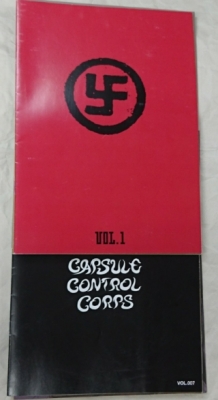 VOL.1
CAPSULE
CONTROL
CORPS
VOL.007